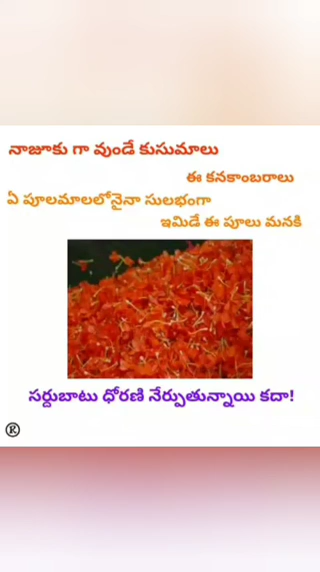 నాజూకు గా వుండే కుసుమాలు
ఈ కనకాంబరాలు
ఏ పూలమాలలోనైనా సులభంగా
ఇమిడే ఈ పూలు మనకి
సర్దుబాటు ధోరణి నేర్పుతున్నాయి కదా!
®